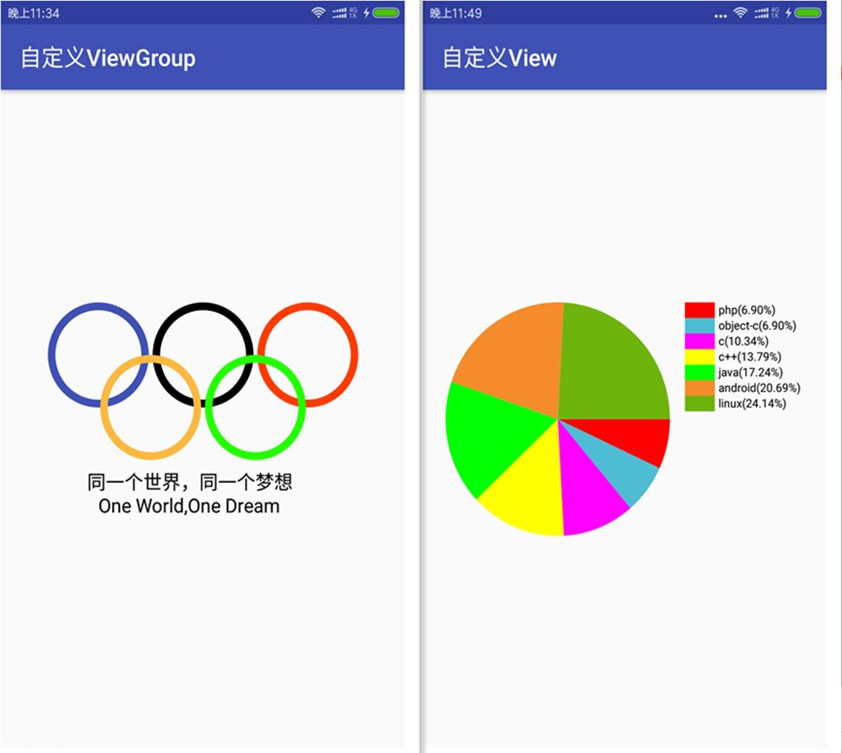 晚上11:34
4G
1X
自定义ViewGroup
同一个世界，同一个梦想
One World,One Dream
晚上11:49
4G
1X
自定义View
php(6.90%)
object-c(6.90%)
c(10.34%)
c++(13.79%)
java(17.24%)
android(20.69%)
linux(24.14%)